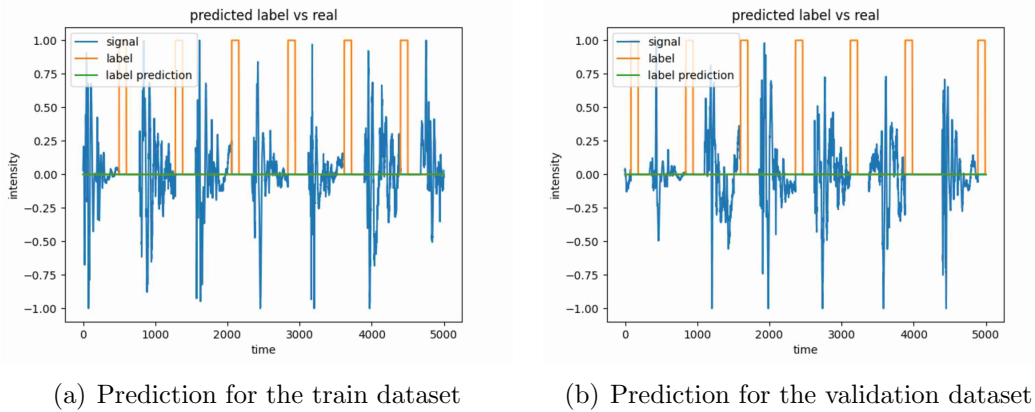 predicted label vs real
1.00
0.75
0.50
0.25
0.00
−0.25
−0.50
−0.75
−1.00
intensity
signal
label
label prediction
0 1000 2000 3000 4000 5000
time
(a) Prediction for the train dataset
predicted label vs real
1.00
0.75
0.50
0.25
0.00
−0.25
−0.50
−0.75
−1.00
intensity
signal
label
label prediction
0 1000 2000 3000 4000 5000
time
(b) Prediction for the validation dataset